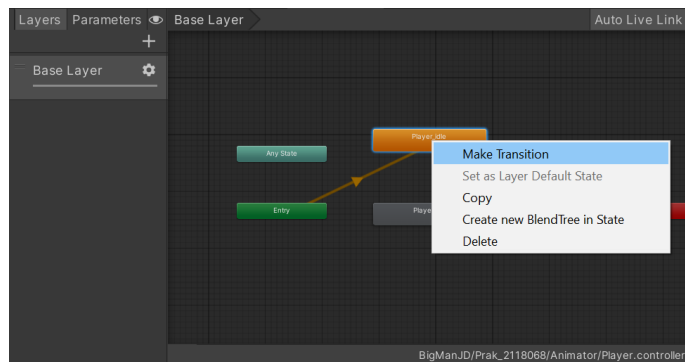 Layers Parameters Base Layer Auto Live Link
Base Layer
Player_Idle
Any State
Make Transition
Set as Layer Default State
Copy
Entry
Create new BlendTree in State
Delete
BigManJD/Prak_2118068/Animator/Player.controller